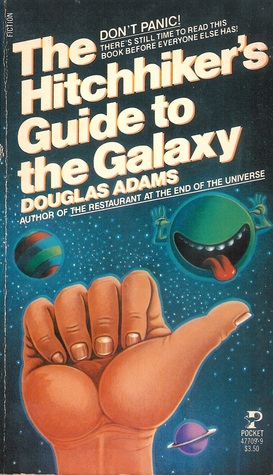 FICTION
DON'T PANIC!
THERE'S STILL TIME TO READ THIS
BOOK BEFORE EVERYONE ELSE HAS!
The
Hitchhiker's
Guide to
the Galaxy
DOUGLAS ADAMS
AUTHOR OF THE RESTAURANT AT THE END OF THE UNIVERSE
P
POCKET
47709-9
$3.50